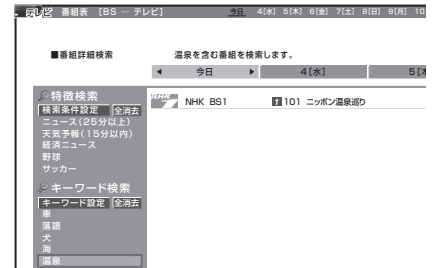 戻ﾚ/2 番組表 [BS … テレビ] 今日 4[水] 5[木] 6[金] 7[土] 8[日] 9[月] 10
■番組詳細検索 温泉を含む番組を検索します。
◀ 今日 ▶ 4[水] 5[木
特徴検索
NHK BS1 1 101 ニッポン温泉巡り
検索条件設定 全消去
ニュース(25分以上)
天気予報(15分以内)
経済ニュース
野球
サッカー
キーワード検索
キーワード設定 全消去
車
落語
犬
海
温泉